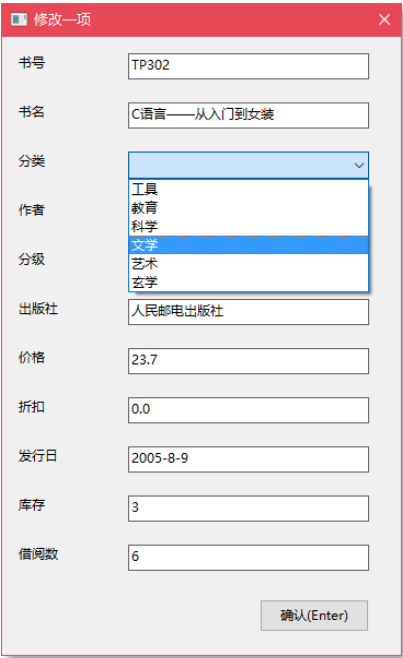 修改一项
书号 TP302
书名 C语言——从入门到女装
分类
工具
教育
科学
作者
文学
艺术
分级
玄学
出版社 人民邮电出版社
价格 23.7
折扣 0.0
发行日 2005-8-9
库存 3
借阅数 6
确认(Enter)